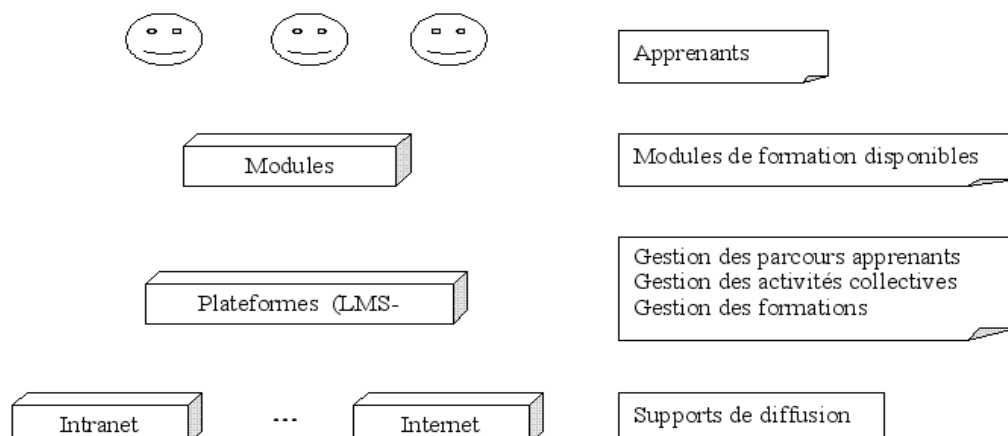 Apprenants
Modules
Modules de formation disponibles
Gestion des parcours apprenants
Gestion des activités collectives
Gestion des formations
Plateformes (LMS-
Intranet
...
Internet
Supports de diffusion